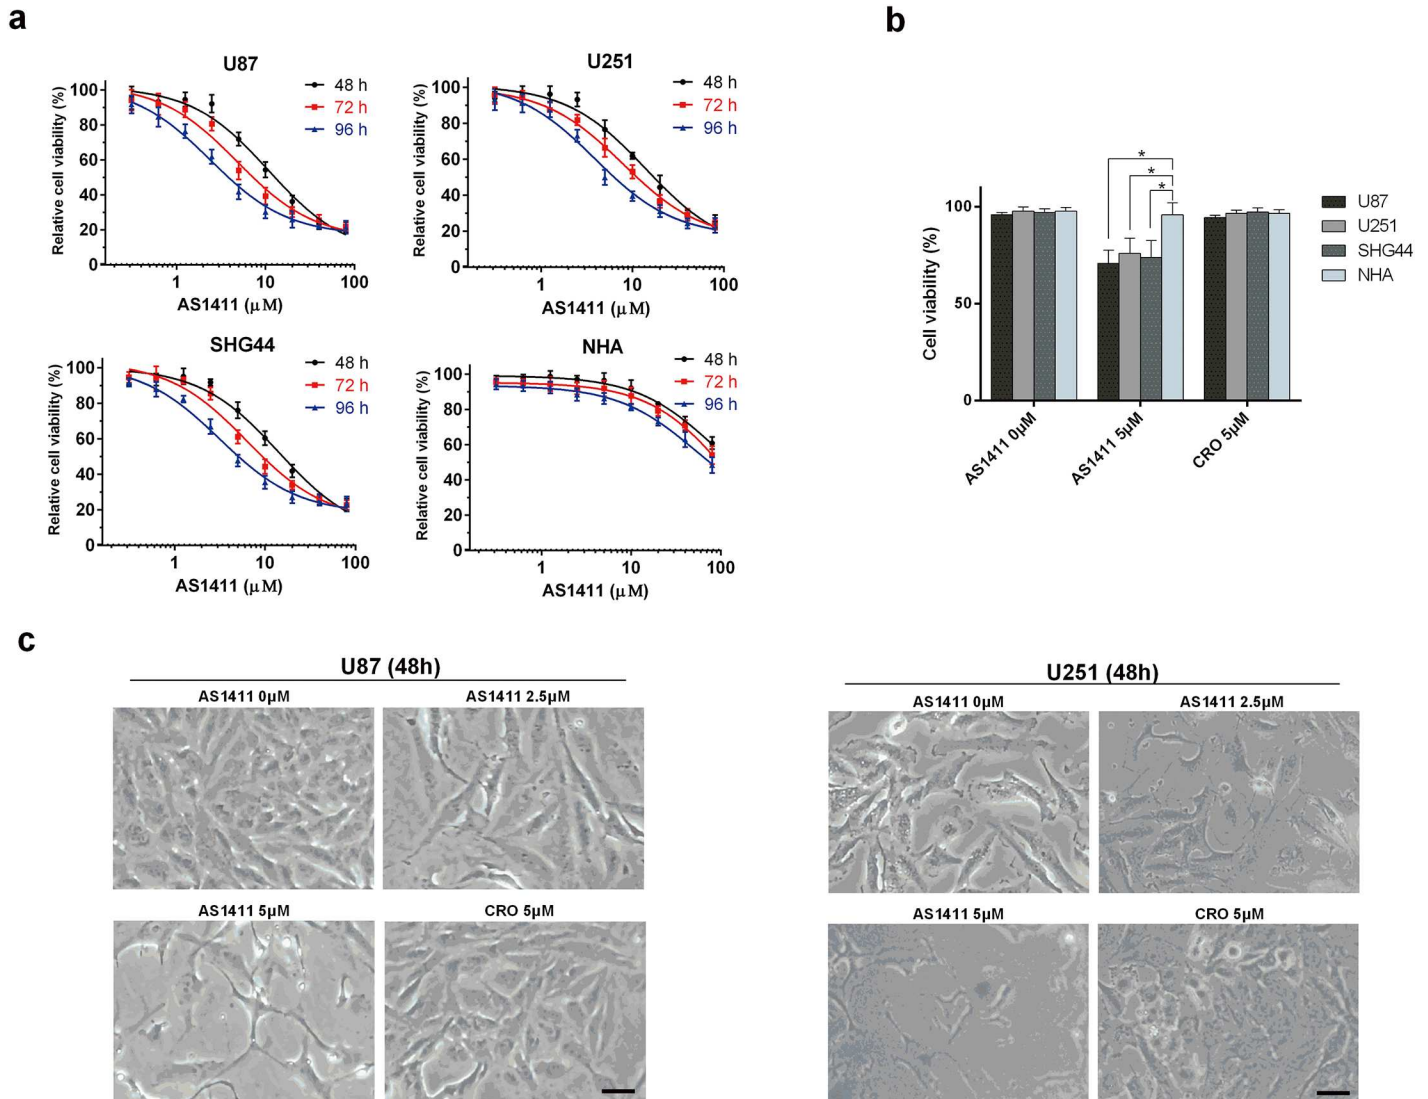 a
U87
Relative cell viability (%)
100
80
60
40
20
0
1
10
100
AS1411 (μM)
48 h
72 h
96 h
U251
Relative cell viability (%)
100
80
60
40
20
0
1
10
100
AS1411 (μM)
48 h
72 h
96 h
SHG44
Relative cell viability (%)
100
80
60
40
20
0
1
10
100
AS1411 (μM)
48 h
72 h
96 h
NHA
Relative cell viability (%)
100
80
60
40
20
0
1
10
100
AS1411 (μM)
48 h
72 h
96 h
b
Cell viability (%)
100
50
0
*
*
*
AS1411 0μM
AS1411 5μM
CRO 5μM
U87
U251
SHG44
NHA
c
U87 (48h)
AS1411 0μM
AS1411 2.5μM
AS1411 5μM
CRO 5μM
U251 (48h)
AS1411 0μM
AS1411 2.5μM
AS1411 5μM
CRO 5μM